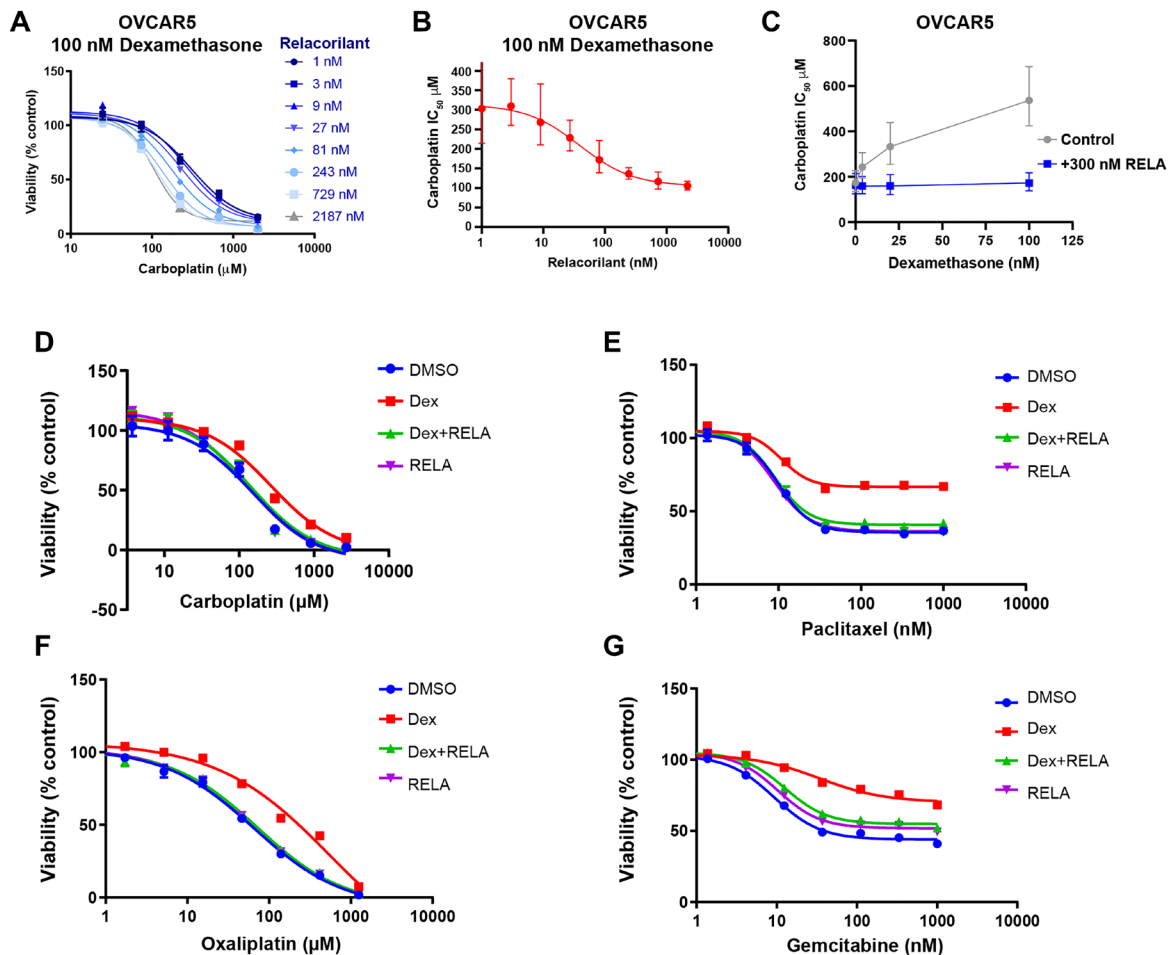 A
OVCAR5
100 nM Dexamethasone
Viability (% control)
150
100
50
0
10
100
1000
10000
Carboplatin (μM)
Relacorilant
1 nM
3 nM
9 nM
27 nM
81 nM
243 nM
729 nM
2187 nM
B
OVCAR5
100 nM Dexamethasone
Carboplatin IC50 μM
400
350
300
250
200
150
100
50
0
1
10
100
1000
10000
Relacorilant (nM)
C
OVCAR5
Carboplatin IC50 μM
800
600
400
200
0
0
25
50
75
100
125
Dexamethasone (nM)
Control
+300 nM RELA
D
Viability (% control)
150
100
50
0
-50
10
100
1000
10000
Carboplatin (μM)
DMSO
Dex
Dex+RELA
RELA
E
Viability (% control)
150
100
50
0
1
10
100
1000
10000
Paclitaxel (nM)
DMSO
Dex
Dex+RELA
RELA
F
Viability (% control)
150
100
50
0
1
10
100
1000
10000
Oxaliplatin (μM)
DMSO
Dex
Dex+RELA
RELA
G
Viability (% control)
150
100
50
0
1
10
100
1000
10000
Gemcitabine (nM)
DMSO
Dex
Dex+RELA
RELA